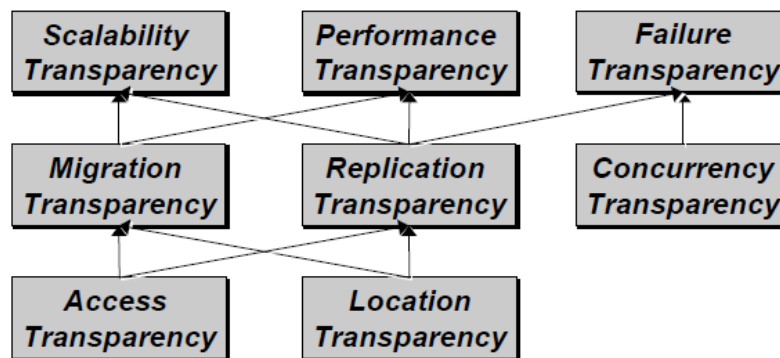 Scalability
Transparency
Performance
Transparency
Failure
Transparency
Migration
Transparency
Replication
Transparency
Concurrency
Transparency
Access
Transparency
Location
Transparency